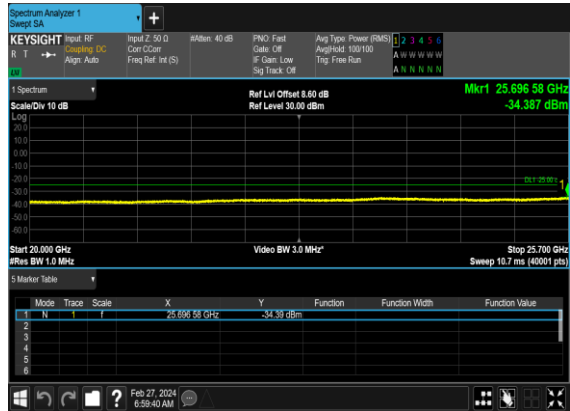 Spectrum Analyzer 1
Swept SA
+
KEYSIGHT Input: RF Input Z: 50 Ω #Atten: 40 dB PNO: Fast Avg Type: Power (RMS) 1 2 3 4 5 6
R T Coupling: DC Corr CCorr Gate: Off Avg|Hold: 100/100 A W W W W W
Align: Auto Freq Ref: Int (S) IF Gain: Low Trig: Free Run
LW Sig Track: Off A N N N N N
1 Spectrum Ref Lvl Offset 8.60 dB Mkr1 25.696 58 GHz
Scale/Div 10 dB Ref Level 30.00 dBm -34.387 dBm
Log
20.0
10.0
0.00
-10.0
-20.0
DL1 -25.00
1
-30.0
-40.0
-50.0
-60.0
Start 20.000 GHz Video BW 3.0 MHz* Stop 25.700 GHz
#Res BW 1.0 MHz Sweep 10.7 ms (40001 pts)
5 Marker Table
Mode Trace Scale X Y Function Function Width Function Value
1 N 1 f 25.696 58 GHz -34.39 dBm
2
3
4
5
6
? Feb 27, 2024
6:59:40 AM